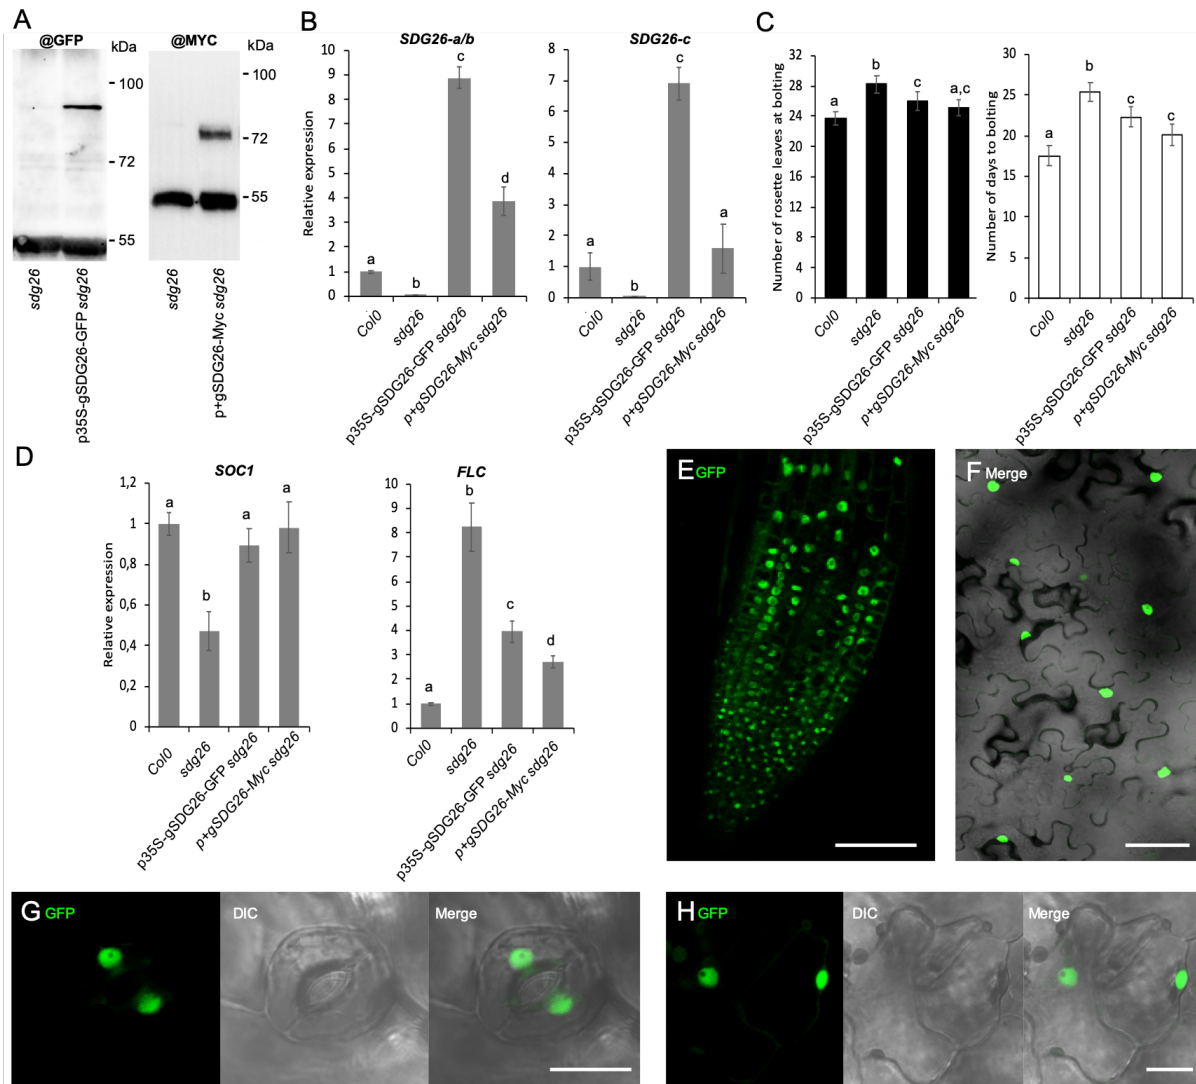 A
@GFP
kDa
- 100
- 72
- 55
sdg26
p35S-gSDG26-GFP sdg26
@MYC
kDa
- 100
- 72
- 55
sdg26
p+gSDG26-Myc sdg26
B
SDG26-a/b
Relative expression
10
9
8
7
6
5
4
3
2
1
0
a
b
c
d
Col0
sdg26
p35S-gSDG26-GFP sdg26
p+gSDG26-Myc sdg26
SDG26-c
8
7
6
5
4
3
2
1
0
a
b
c
a
Col0
sdg26
p35S-gSDG26-GFP sdg26
p+gSDG26-Myc sdg26
C
Number of rosette leaves at bolting
32
28
24
20
16
12
8
4
0
a
b
c
a,c
Col0
sdg26
p35S-gSDG26-GFP sdg26
p+gSDG26-Myc sdg26
Number of days to bolting
30
25
20
15
10
5
0
a
b
c
c
Col0
sdg26
p35S-gSDG26-GFP sdg26
p+gSDG26-Myc sdg26
D
SOC1
Relative expression
1,2
1
0,8
0,6
0,4
0,2
0
a
b
a
a
Col0
sdg26
p35S-gSDG26-GFP sdg26
p+gSDG26-Myc sdg26
FLC
10
9
8
7
6
5
4
3
2
1
0
a
b
c
d
Col0
sdg26
p35S-gSDG26-GFP sdg26
p+gSDG26-Myc sdg26
E GFP
F Merge
G GFP
DIC
Merge
H GFP
DIC
Merge